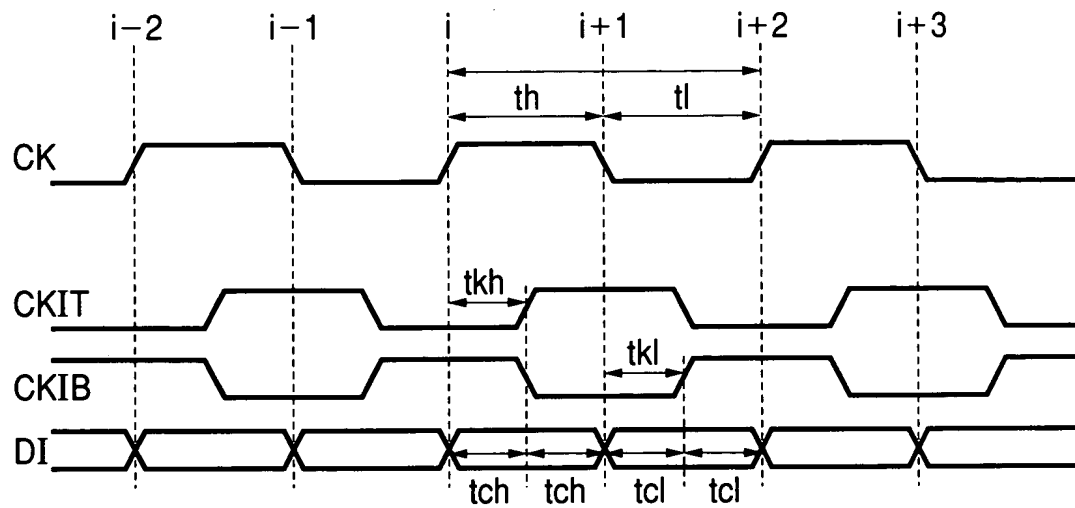 i-2 i-1 i i+1 i+2 i+3
th tl
CK
tkh
CKIT
tkl
CKIB
DI
tch tch tcl tcl